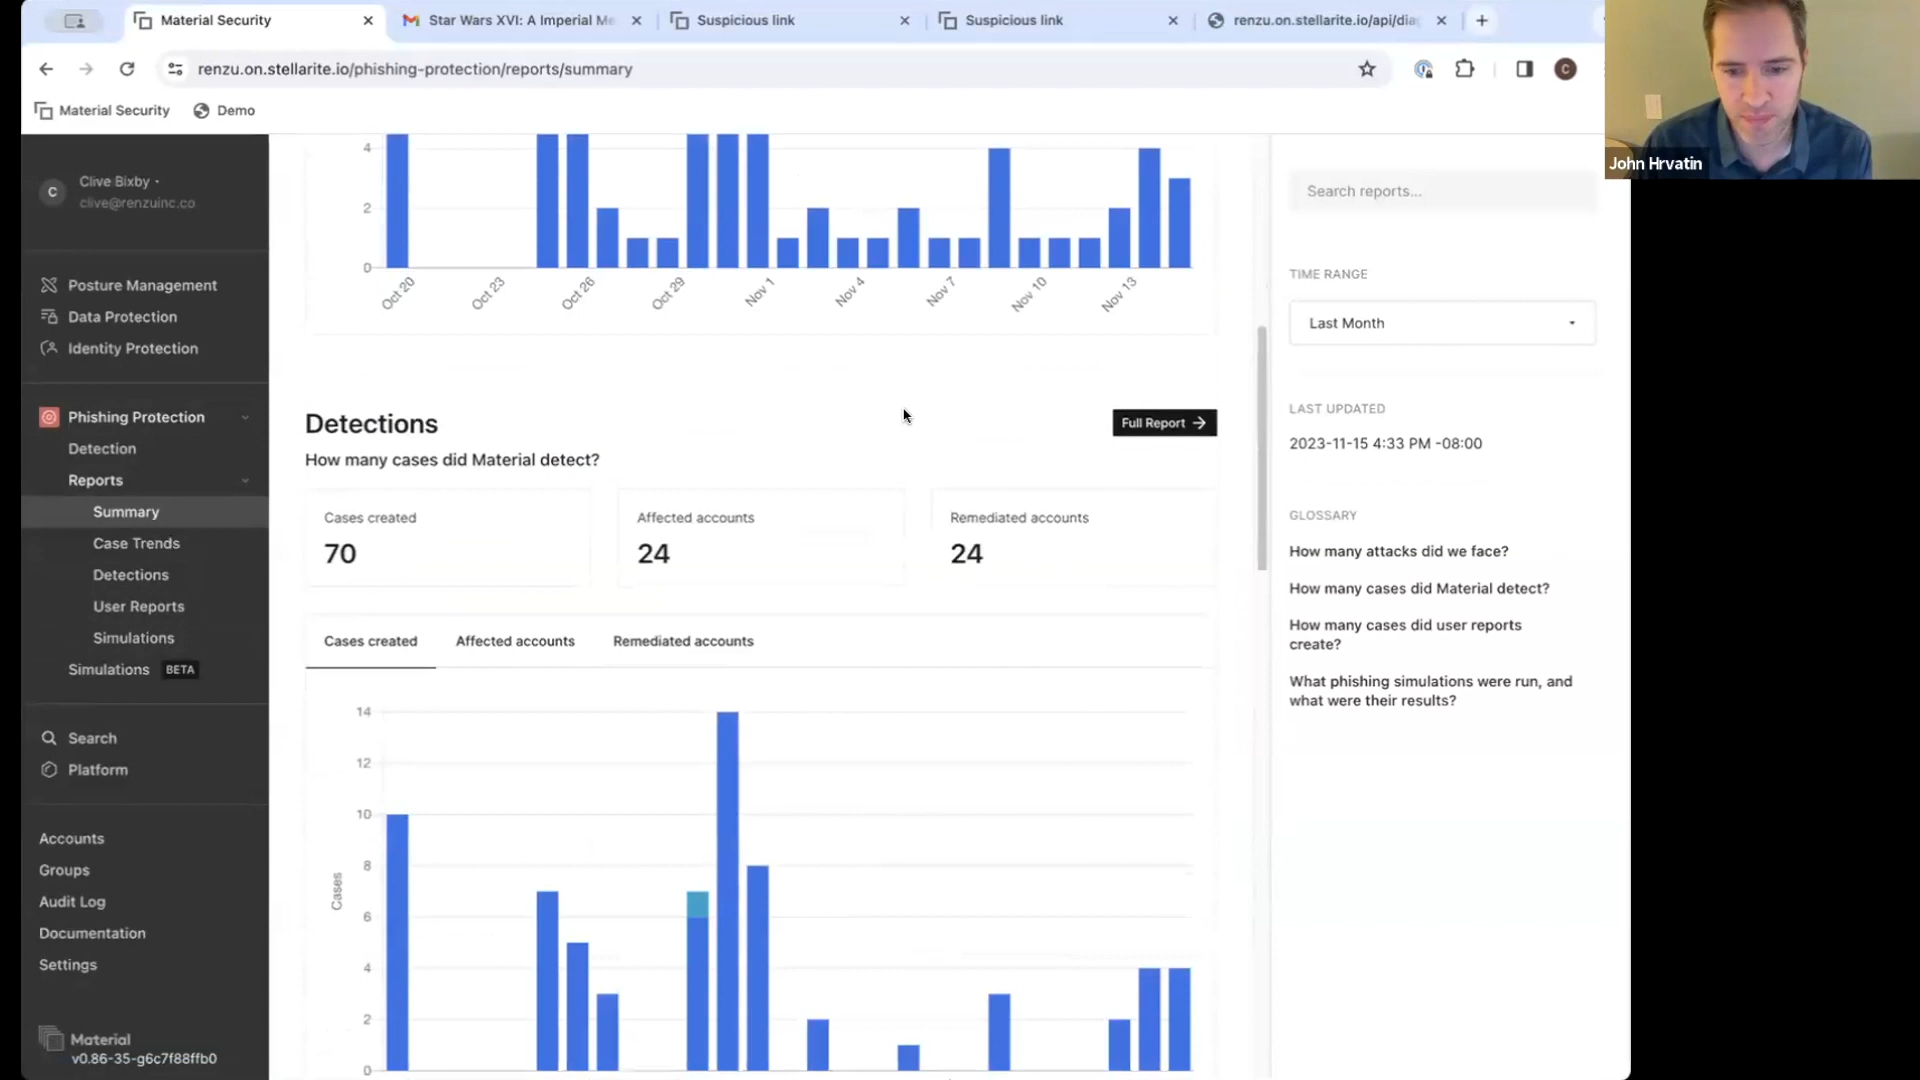 Material Security
Star Wars XVI: A Imperial Me
Suspicious link
Suspicious link
renzu.on.stellarite.io/api/dia
renzu.on.stellarite.io/phishing-protection/reports/summary
C
Material Security
Demo
John Hrvatin
C
Clive Bixby
clive@renzuinc.co
Posture Management
Data Protection
Identity Protection
Phishing Protection
Detection
Reports
Summary
Case Trends
Detections
User Reports
Simulations
Simulations BETA
Search
Platform
Accounts
Groups
Audit Log
Documentation
Settings
Material
v0.86-35-g6c7f88ffb0
4
2
0
Oct 20
Oct 23
Oct 26
Oct 29
Nov 1
Nov 4
Nov 7
Nov 10
Nov 13
Detections
Full Report →
How many cases did Material detect?
Cases created
70
Affected accounts
24
Remediated accounts
24
Cases created
Affected accounts
Remediated accounts
Cases
14
12
10
8
6
4
2
0
Search reports...
TIME RANGE
Last Month
LAST UPDATED
2023-11-15 4:33 PM -08:00
GLOSSARY
How many attacks did we face?
How many cases did Material detect?
How many cases did user reports
create?
What phishing simulations were run, and
what were their results?